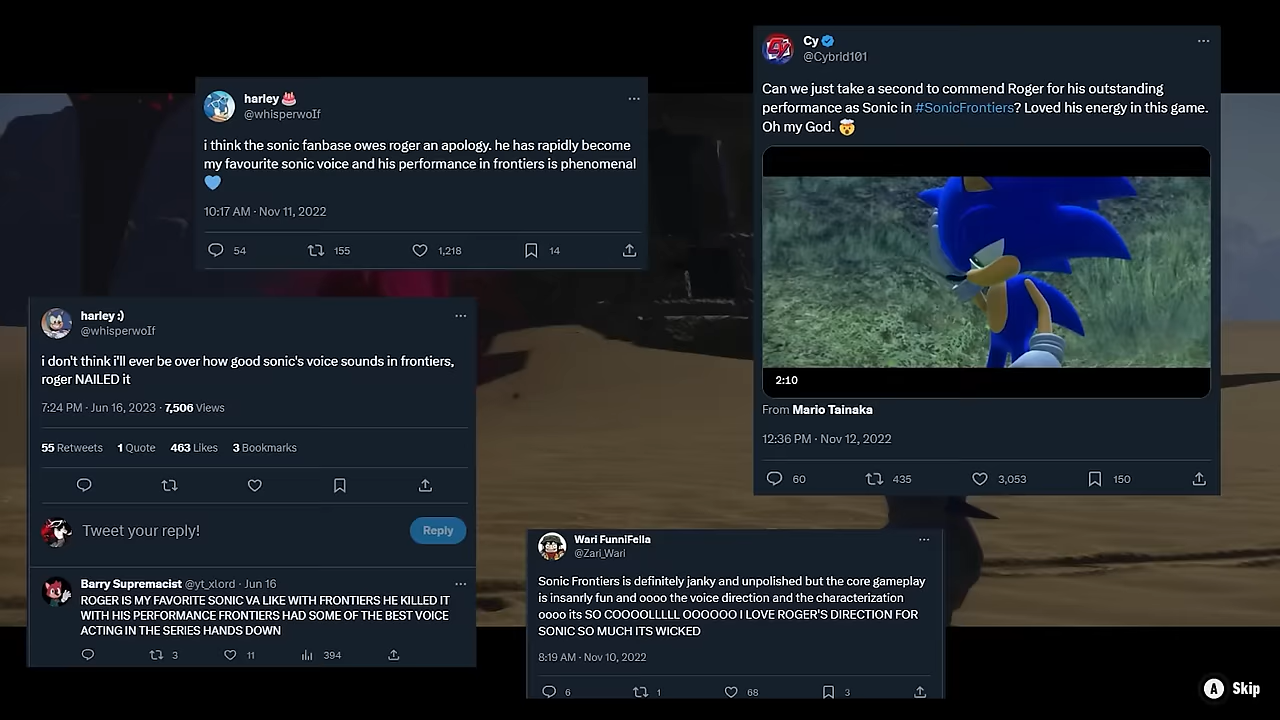 harley
@whisperwolf
i think the sonic fanbase owes roger an apology. he has rapidly become
my favourite sonic voice and his performance in frontiers is phenomenal
💙
10:17 AM · Nov 11, 2022
54 155 1,218 14
Cy
@Cybrid101
Can we just take a second to commend Roger for his outstanding
performance as Sonic in #SonicFrontiers? Loved his energy in this game.
Oh my God. 🤯
2:10
From Mario Tainaka
12:36 PM · Nov 12, 2022
60 435 3,053 150
harley :)
@whisperwolf
i don't think i'll ever be over how good sonic's voice sounds in frontiers,
roger NAILED it
7:24 PM · Jun 16, 2023 · 7,506 Views
55 Retweets 1 Quote 463 Likes 3 Bookmarks
Tweet your reply!
Reply
Barry Supremacist @yt_xlord · Jun 16
ROGER IS MY FAVORITE SONIC VA LIKE WITH FRONTIERS HE KILLED IT
WITH HIS PERFORMANCE FRONTIERS HAD SOME OF THE BEST VOICE
ACTING IN THE SERIES HANDS DOWN
3 11 394
Wari FunniFella
@Zari_Wari
Sonic Frontiers is definitely janky and unpolished but the core gameplay
is insanrly fun and oooo the voice direction and the characterization
oooo its SO COOOOLLLLL OOOOOO I LOVE ROGER'S DIRECTION FOR
SONIC SO MUCH ITS WICKED
8:19 AM · Nov 10, 2022
6 1 68 3
A Skip